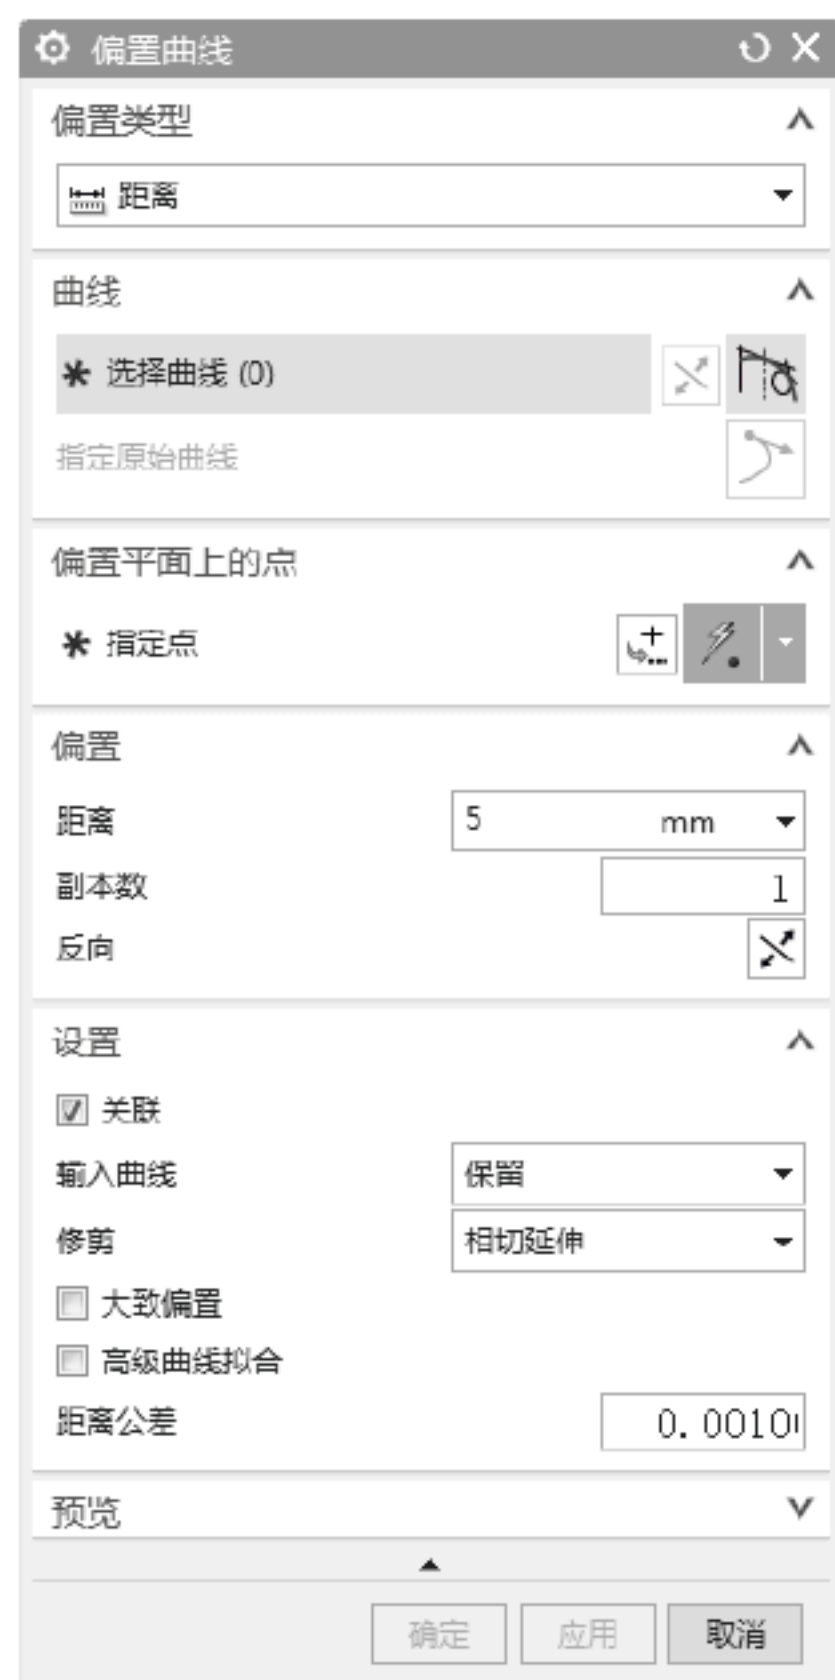 偏置曲线
偏置类型
距离
曲线
选择曲线 (0)
指定原始曲线
偏置平面上的点
指定点
偏置
距离 5 mm
副本数 1
反向
设置
关联
输入曲线 保留
修剪 相切延伸
大致偏置
高级曲线拟合
距离公差 0.0010
预览
确定 应用 取消